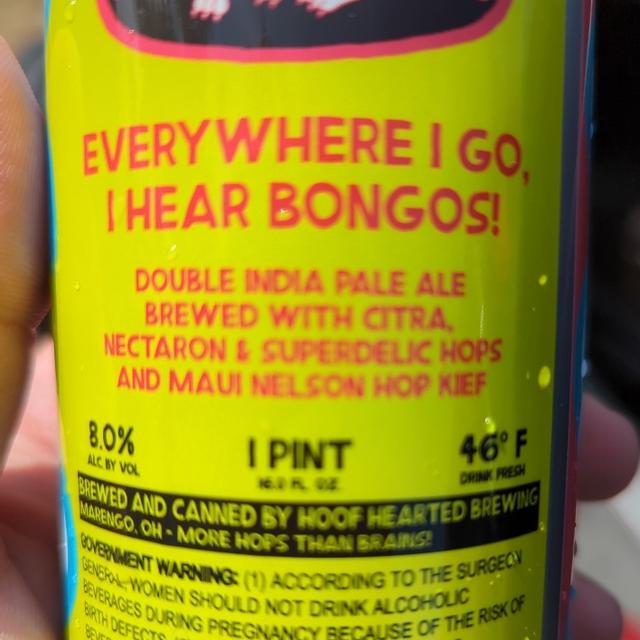 EVERYWHERE I GO,
I HEAR BONGOS!
DOUBLE INDIA PALE ALE
BREWED WITH CITRA,
NECTARON & SUPERDELIC HOPS
AND MAUI NELSON HOP KIEF
8.0%
ALC. BY VOL
1 PINT
16.0 FL. OZ.
46° F
DRINK FRESH
BREWED AND CANNED BY HOOF HEARTED BREWING
MARENGO, OH - MORE HOPS THAN BRAINS!
GOVERNMENT WARNING: (1) ACCORDING TO THE SURGEON
GENERAL, WOMEN SHOULD NOT DRINK ALCOHOLIC
BEVERAGES DURING PREGNANCY BECAUSE OF THE RISK OF
BIRTH DEFECTS.